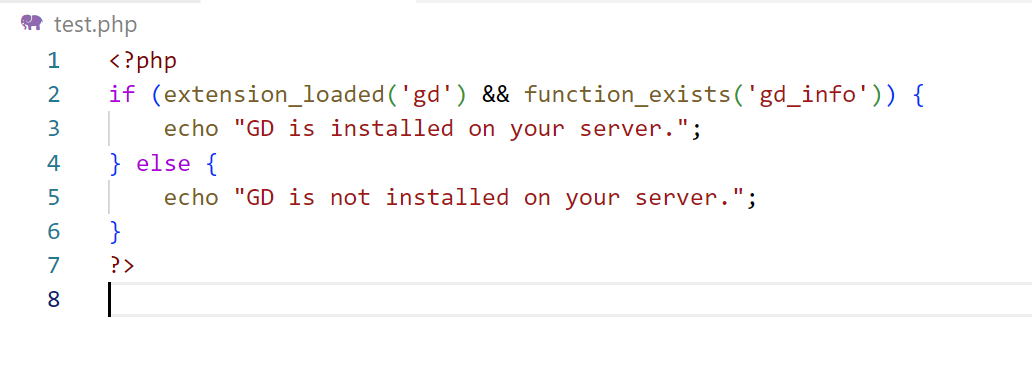 test.php
1 <?php
2 if (extension_loaded('gd') && function_exists('gd_info')) {
3     echo "GD is installed on your server.";
4 } else {
5     echo "GD is not installed on your server.";
6 }
7 ?>
8